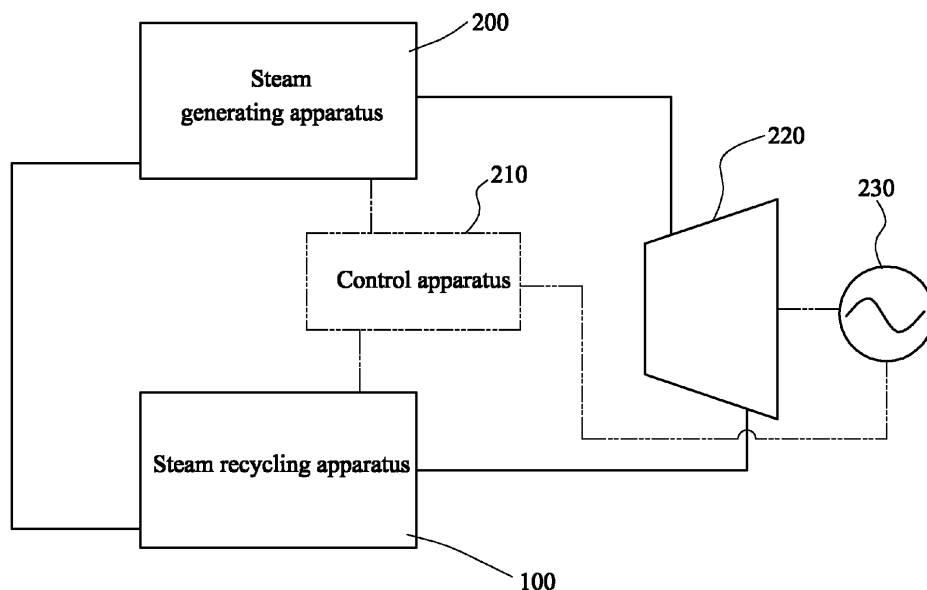 200
Steam
generating apparatus
220
210
230
Control apparatus
Steam recycling apparatus
100